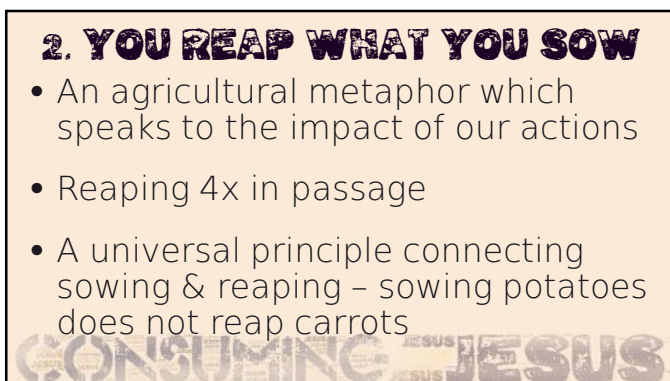 2. YOU REAP WHAT YOU SOW
• An agricultural metaphor which
speaks to the impact of our actions
• Reaping 4x in passage
• A universal principle connecting
sowing & reaping – sowing potatoes
does not reap carrots
CONSUMING JESUS